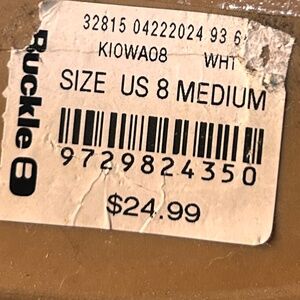 32815 04222024 93 6
KIOWA08 WHT
SIZE US 8 MEDIUM
9729824350
$24.99
Buckle B